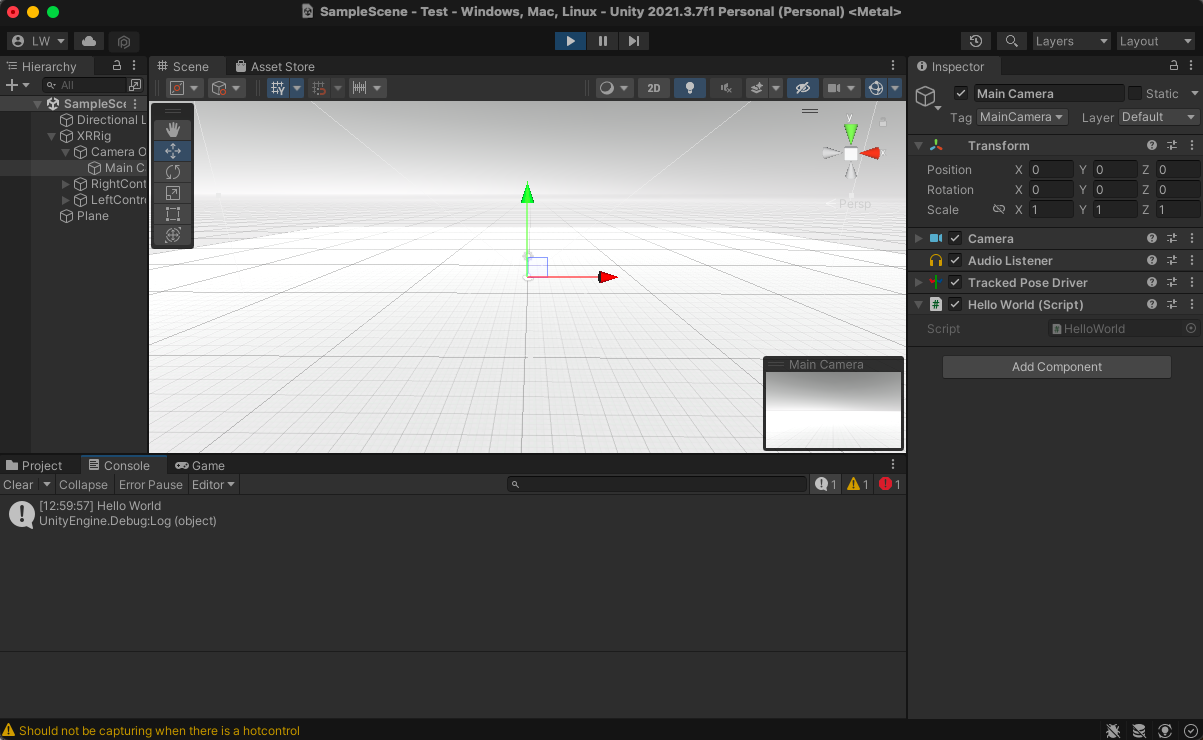 SampleScene - Test - Windows, Mac, Linux - Unity 2021.3.7f1 Personal (Personal) <Metal>
LW
Layers
Layout
Hierarchy
All
SampleSce
Directional L
XRRig
Camera O
Main C
RightCont
LeftContro
Plane
Scene
Asset Store
2D
y
Persp
Main Camera
Inspector
Main Camera
Static
Tag MainCamera Layer Default
Transform
Position X 0 Y 0 Z 0
Rotation X 0 Y 0 Z 0
Scale X 1 Y 1 Z 1
Camera
Audio Listener
Tracked Pose Driver
# Hello World (Script)
Script HelloWorld
Add Component
Project
Console
Game
Clear Collapse Error Pause Editor
1 1 1
[12:59:57] Hello World
UnityEngine.Debug:Log (object)
Should not be capturing when there is a hotcontrol